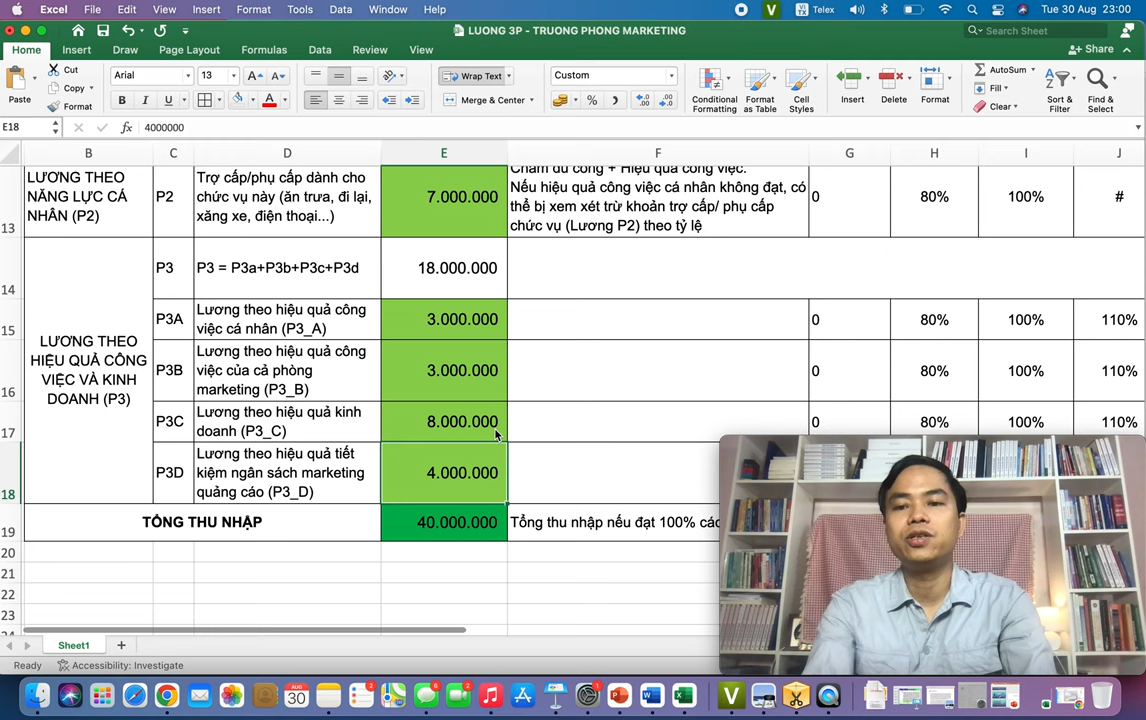 Excel File Edit View Insert Format Tools Data Window Help V VI TX Telex Tue 30 Aug 23:00
LUONG 3P - TRUONG PHONG MARKETING
Search Sheet
Home Insert Draw Page Layout Formulas Data Review View Share
Paste Cut Copy Format
Arial 13
B I U A
Wrap Text
Merge & Center
Custom
Conditional Formatting
Format as Table
Cell Styles
Insert Delete Format
AutoSum
Fill
Clear
Sort & Filter
Find & Select
E18 fx 4000000
B C D E F G H I J
13
LƯƠNG THEO
NĂNG LỰC CÁ
NHÂN (P2)
P2
Trợ cấp/phụ cấp dành cho
chức vụ này (ăn trưa, đi lại,
xăng xe, điện thoại...)
7.000.000
Chấm đủ công + Hiệu quả công việc.
Nếu hiệu quả công việc cá nhân không đạt, có
thể bị xem xét trừ khoản trợ cấp/ phụ cấp
chức vụ (Lương P2) theo tỷ lệ
0 80% 100% #
14
P3 P3 = P3a+P3b+P3c+P3d 18.000.000
LƯƠNG THEO
HIỆU QUẢ CÔNG
VIỆC VÀ KINH
DOANH (P3)
15
P3A
Lương theo hiệu quả công
việc cá nhân (P3_A)
3.000.000 0 80% 100% 110%
16
P3B
Lương theo hiệu quả công
việc của cả phòng
marketing (P3_B)
3.000.000 0 80% 100% 110%
17
P3C
Lương theo hiệu quả kinh
doanh (P3_C)
8.000.000 0 80% 100% 110%
18
P3D
Lương theo hiệu quả tiết
kiệm ngân sách marketing
quảng cáo (P3_D)
4.000.000
19
TỔNG THU NHẬP 40.000.000 Tổng thu nhập nếu đạt 100% các
20
21
22
23
24
Sheet1
Ready Accessibility: Investigate